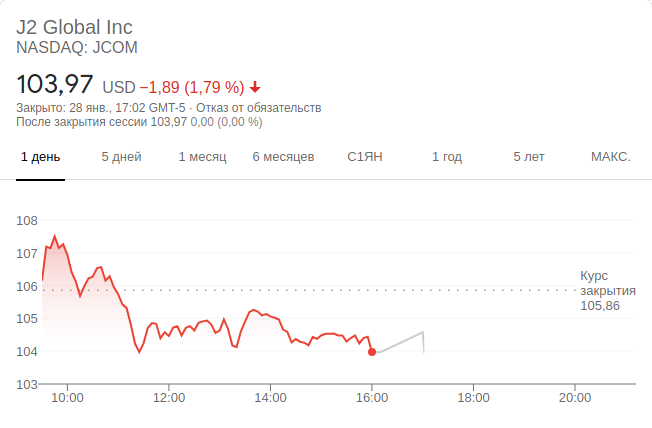 J2 Global Inc
NASDAQ: JCOM
103,97 USD −1,89 (1,79 %)
Закрыто: 28 янв., 17:02 GMT-5 · Отказ от обязательств
После закрытия сессии 103,97 0,00 (0,00 %)
1 день 5 дней 1 месяц 6 месяцев С1ЯН 1 год 5 лет МАКС.
108
107
106
105
104
103
Курс
закрытия
105,86
10:00 12:00 14:00 16:00 18:00 20:00